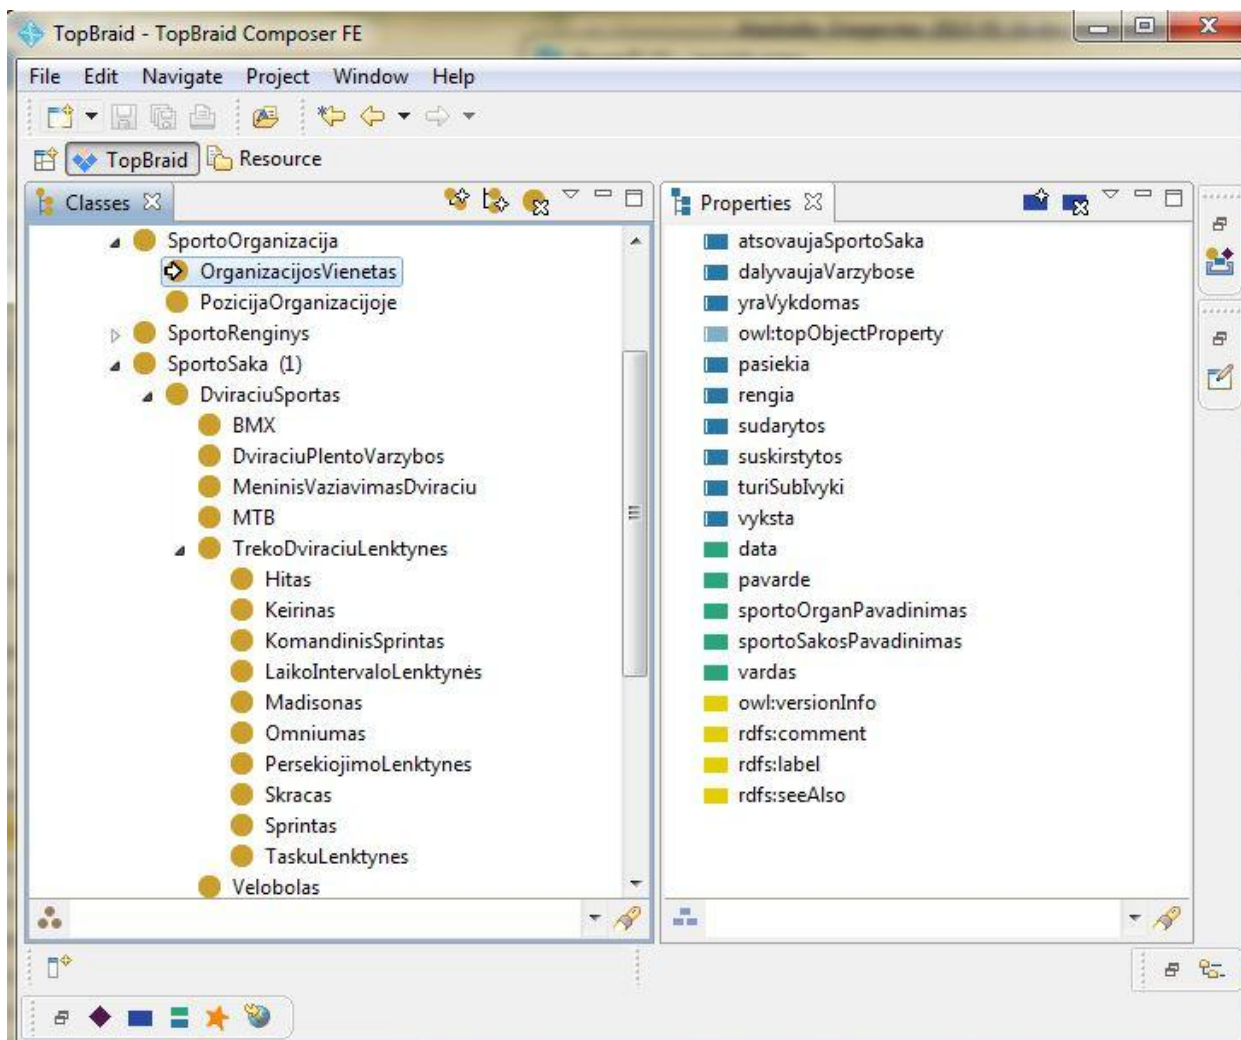 TopBraid - TopBraid Composer FE
File Edit Navigate Project Window Help
TopBraid Resource
Classes
SportoOrganizacija
OrganizacijosVienetas
PozicijaOrganizacijoje
SportoRenginys
SportoSaka (1)
DviraciuSportas
BMX
DviraciuPlentoVarzybos
MeninisVaziavimasDviraciu
MTB
TrekoDviraciuLenktynes
Hitas
Keirinas
KomandinisSprintas
LaikoIntervaloLenktynės
Madisonas
Omniumas
PersekiojimoLenktynes
Skracas
Sprintas
TaskuLenktynes
Velobolas
Properties
atsovaujaSportoSaka
dalyvaujaVarzybose
yraVykdomas
owl:topObjectProperty
pasiekia
rengia
sudarytos
suskirstytos
turiSubIvyki
vyksta
data
pavarde
sportoOrganPavadinimas
sportoSakosPavadinimas
vardas
owl:versionInfo
rdfs:comment
rdfs:label
rdfs:seeAlso